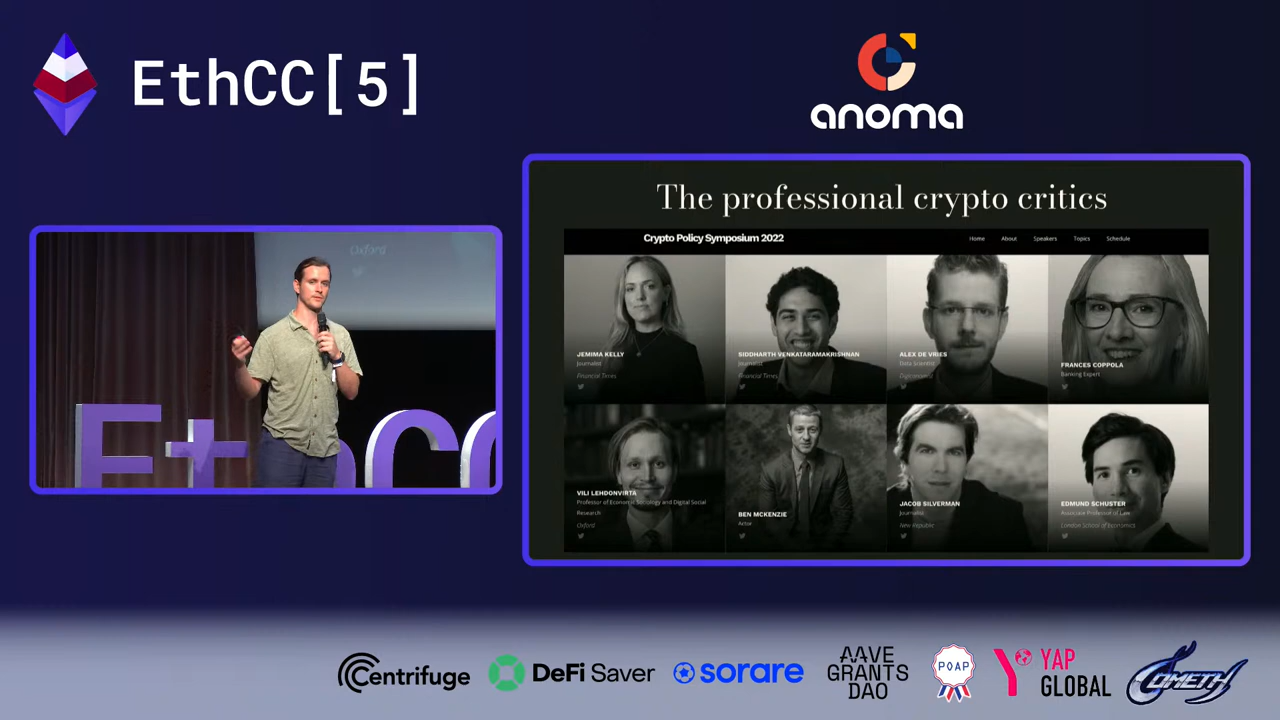 EthCC[5]
anoma
Oxford
EthCC
The professional crypto critics
Crypto Policy Symposium 2022
Home About Speakers Topics Schedule
JEMIMA KELLY
Journalist
Financial Times
SIDDHARTH VENKATARAMAKRISHNAN
Journalist
Financial Times
ALEX DE VRIES
Data Scientist
Digiconomist
FRANCES COPPOLA
Banking Expert
VILI LEHDONVIRTA
Professor of Economic Sociology and Digital Social
Research
Oxford
BEN MCKENZIE
Actor
JACOB SILVERMAN
Journalist
New Republic
EDMUND SCHUSTER
Associate Professor of Law
London School of Economics
Centrifuge
DeFi Saver
sorare
AAVE
GRANTS
DAO
POAP
YAP
GLOBAL
COMETH